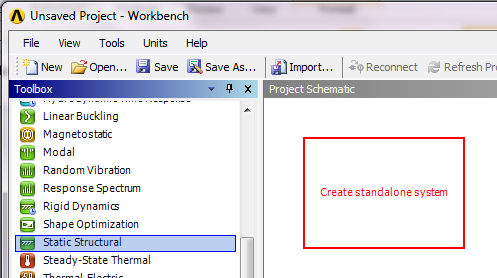 Unsaved Project - Workbench
File View Tools Units Help
New Open... Save Save As... Import... Reconnect Refresh Pro
Toolbox
Project Schematic
Linear Buckling
Magnetostatic
Modal
Random Vibration
Response Spectrum
Rigid Dynamics
Shape Optimization
Static Structural
Steady-State Thermal
Thermal-Electric
Create standalone system